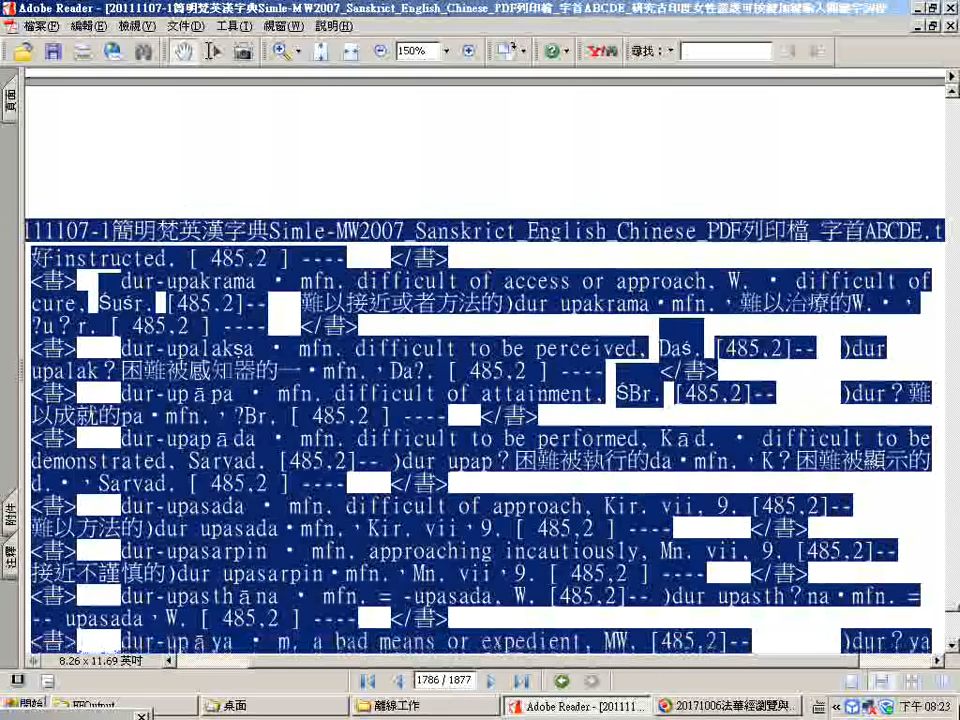 Adobe Reader - [20111107-1簡明梵英漢字典Simle-MW2007_Sanskrict_English_Chinese_PDF列印檔_字首ABCDE_研究古印度女性
檔案(F) 編輯(E) 檢視(V) 文件(D) 工具(T) 視窗(W) 說明(H)
150% 尋找：
頁面
111107-1簡明梵英漢字典Simle-MW2007_Sanskrict_English_Chinese_PDF列印檔_字首ABCDE.t
好instructed. [ 485,2 ] ---- </書>
<書> dur-upakrama · mfn. difficult of access or approach, W. · difficult of
cure, Śuśr. [485,2]-- 難以接近或者方法的)dur upakrama·mfn.，難以治療的W.·，
?u？r. [ 485,2 ] ---- </書>
<書> dur-upalakṣa · mfn. difficult to be perceived, Daś. [485,2]-- )dur
upalak？困難被感知器的一·mfn.，Da?. [ 485,2 ] ---- </書>
<書> dur-upāpa · mfn. difficult of attainment, ŚBr. [485,2]-- )dur？難
以成就的pa·mfn.，?Br. [ 485,2 ] ---- </書>
<書> dur-upapāda · mfn. difficult to be performed, Kād. · difficult to be
demonstrated, Sarvad. [485,2]-- )dur upap？困難被執行的da·mfn.，K？困難被顯示的
d.·，Sarvad. [ 485,2 ] ---- </書>
<書> dur-upasada · mfn. difficult of approach, Kir. vii, 9. [485,2]--
難以方法的)dur upasada·mfn.，Kir. vii，9. [ 485,2 ] ---- </書>
<書> dur-upasarpin · mfn, approaching incautiously, Mn. vii, 9. [485,2]--
接近不謹慎的)dur upasarpin·mfn.，Mn. vii，9. [ 485,2 ] ---- </書>
<書> dur-upasthāna · mfn. = -upasada, W. [485,2]-- )dur upasth？na·mfn. =
-- upasada，W. [ 485,2 ] ---- </書>
<書> dur-upāya · m, a bad means or expedient, MW. [485,2]-- )dur？ya
附件
注釋
8.26 x 11.69 英吋
1786 / 1877
開始 桌面 離線工作 Adobe Reader - [201111... 20171006法華經瀏覽與... 下午 08:23